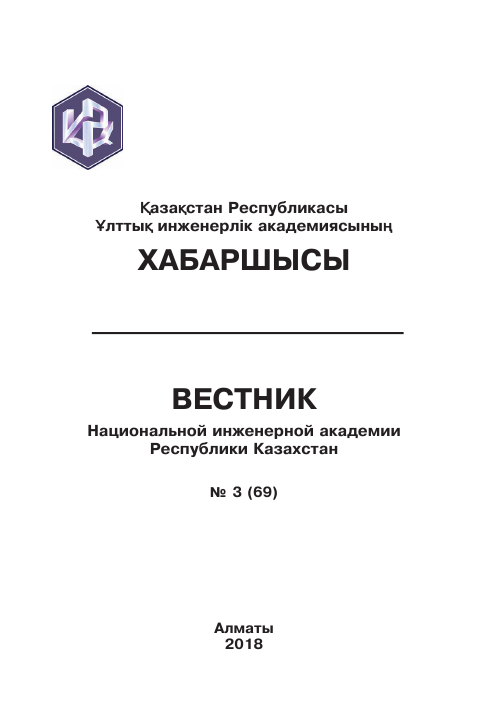 Қазақстан Республикасы
Ұлттық инженерлік академиясының
ХАБАРШЫСЫ
ВЕСТНИК
Национальной инженерной академии
Республики Казахстан
№ 3 (69)
Алматы
2018